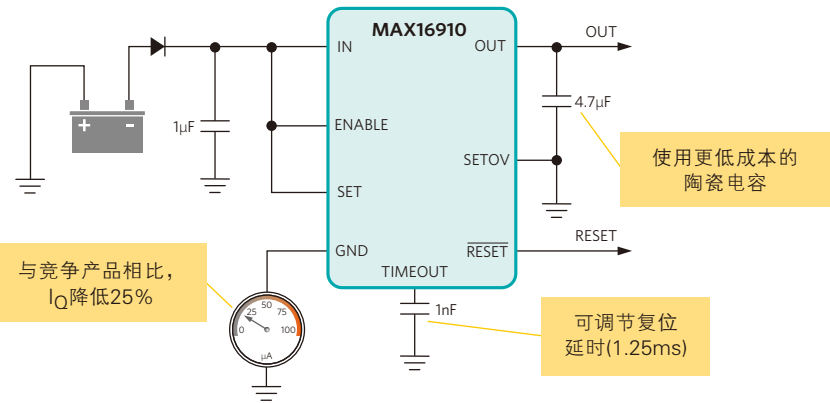 MAX16910
IN
OUT
OUT
+
-
1µF
4.7µF
ENABLE
使用更低成本的
陶瓷电容
SETOV
SET
GND
RESET
RESET
TIMEOUT
与竞争产品相比，
IQ降低25%
0
25
50
75
100
µA
1nF
可调节复位
延时(1.25ms)